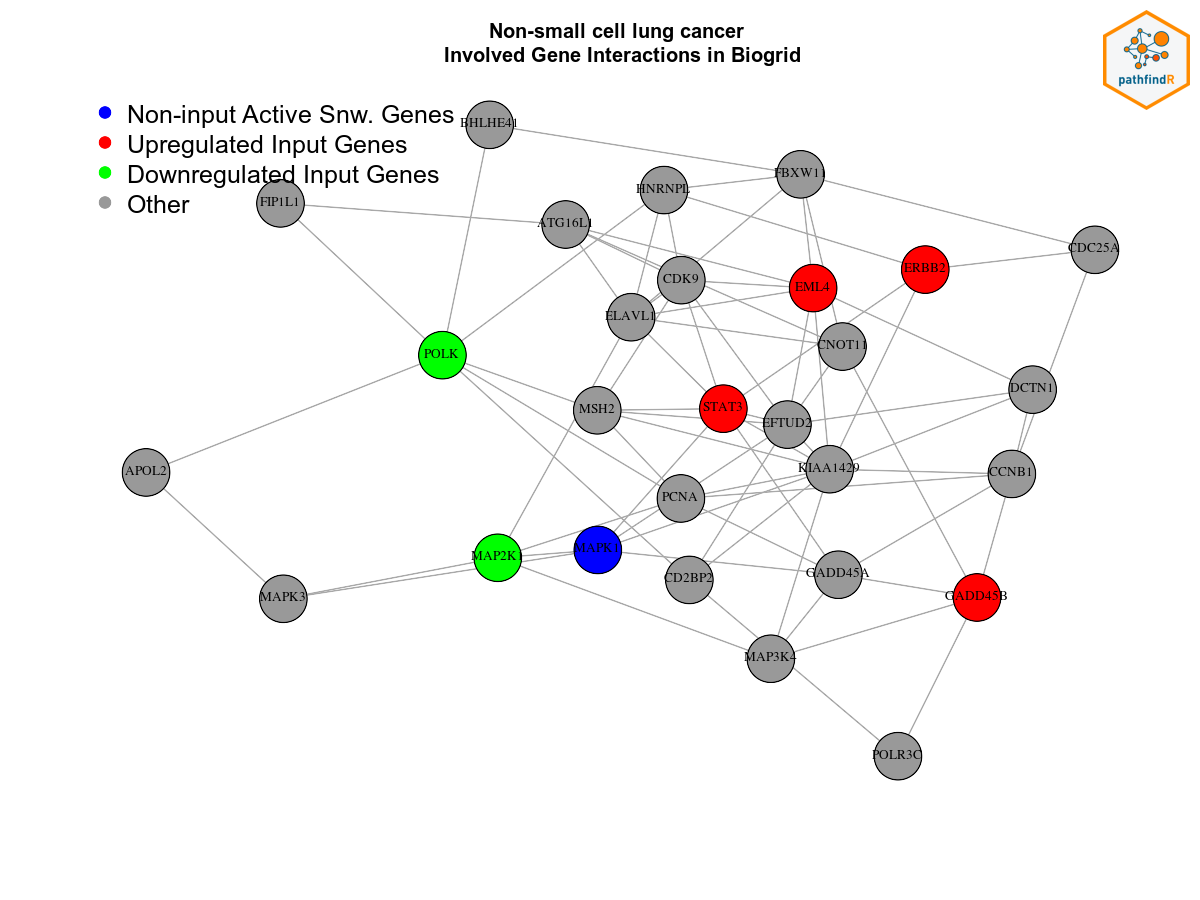 Non-small cell lung cancer
Involved Gene Interactions in Biogrid
pathfindR
Non-input Active Snw. Genes
Upregulated Input Genes
Downregulated Input Genes
Other
BHLHE41
FBXW11
HNRNPL
FIP1L1
ATG16L1
CDC25A
ERBB2
CDK9
EML4
ELAVL1
CNOT11
POLK
DCTN1
STAT3
MSH2
EFTUD2
KIAA1429
APOL2
CCNB1
PCNA
MAPK1
MAP2K1
GADD45A
CD2BP2
GADD45B
MAPK3
MAP3K4
POLR3C